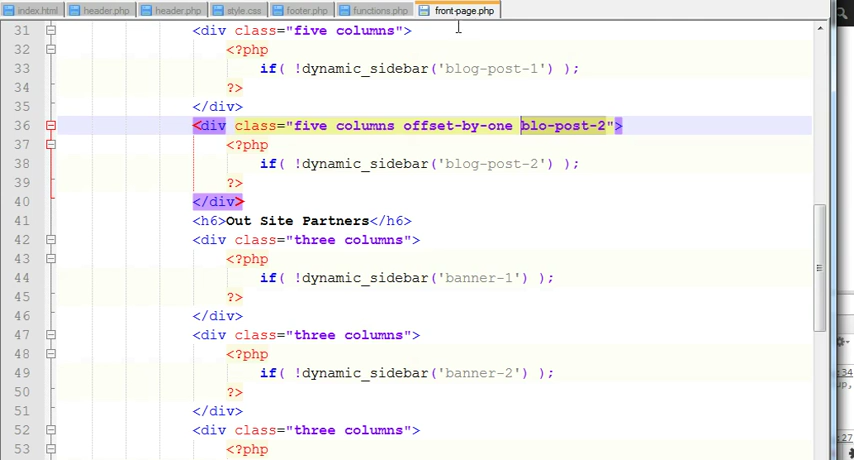 index.html header.php header.php style.css footer.php functions.php front-page.php
31 <div class="five columns">
32 <?php
33 if( !dynamic_sidebar('blog-post-1') );
34 ?>
35 </div>
36 <div class="five columns offset-by-one blo-post-2">
37 <?php
38 if( !dynamic_sidebar('blog-post-2') );
39 ?>
40 </div>
41 <h6>Out Site Partners</h6>
42 <div class="three columns">
43 <?php
44 if( !dynamic_sidebar('banner-1') );
45 ?>
46 </div>
47 <div class="three columns">
48 <?php
49 if( !dynamic_sidebar('banner-2') );
50 ?>
51 </div>
52 <div class="three columns">
53 <?php
:34
up,
:27